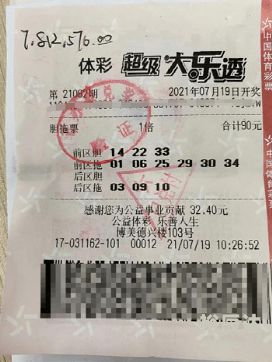 7,812,576.00
体彩 超级大乐透
第 21082期 2021年07月19日开奖
胆拖票 1倍 合计90元
前区胆 14 22 33
前区拖 01 06 25 29 30 34
后区胆
后区拖 03 09 10
感谢您为公益事业贡献 32.40元
公益体彩 乐善人生
博美德兴楼103号
17-031162-101 00012 21/07/19 10:26:52
中国体育彩票